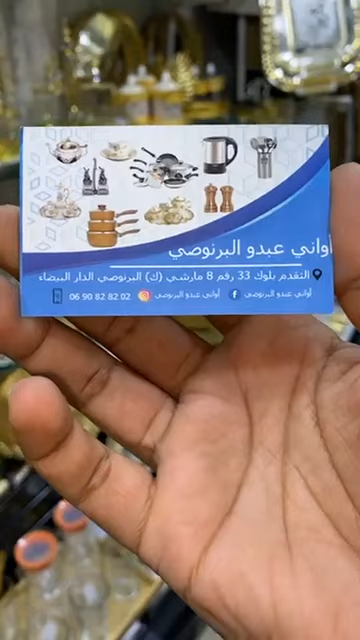 أواني عبدو البرنوصي
التقدم بلوك 33 رقم 8 مارشي (ك) البرنوصي الدار البيضاء
أواني عبدو البرنوصي أواني عبدو البرنوصي 06 90 82 82 02